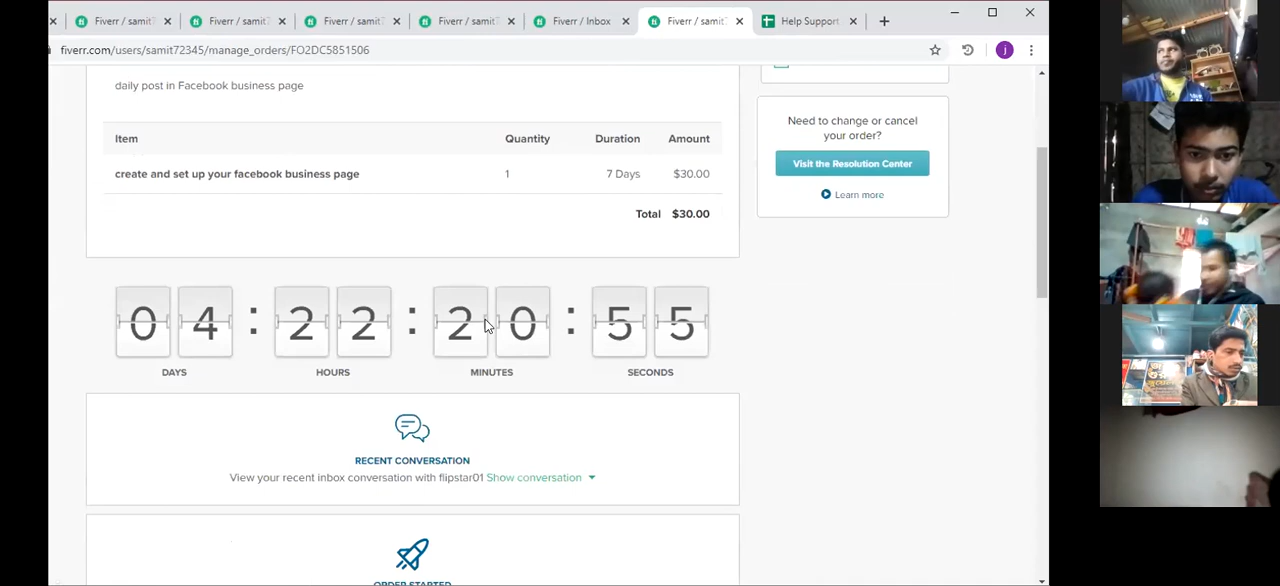 Fiverr / samit
Fiverr / samit
Fiverr / samit
Fiverr / samit
Fiverr / Inbox
Fiverr / samit
Help Support
fiverr.com/users/samit72345/manage_orders/FO2DC5851506
j
daily post in Facebook business page
Item Quantity Duration Amount
create and set up your facebook business page 1 7 Days $30.00
Total $30.00
Need to change or cancel
your order?
Visit the Resolution Center
Learn more
04 : 22 : 20 : 55
DAYS HOURS MINUTES SECONDS
RECENT CONVERSATION
View your recent inbox conversation with flipstar01 Show conversation
ORDER STARTED